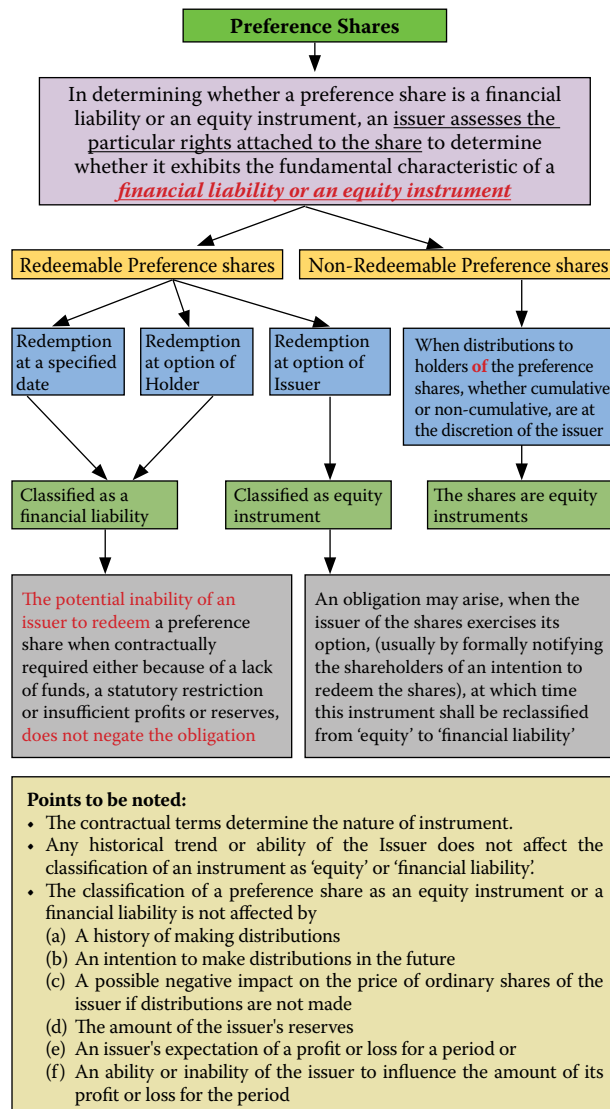 Preference Shares
In determining whether a preference share is a financial
liability or an equity instrument, an issuer assesses the
particular rights attached to the share to determine
whether it exhibits the fundamental characteristic of a
financial liability or an equity instrument
Redeemable Preference shares
Non-Redeemable Preference shares
Redemption
at a specified
date
Redemption
at option of
Holder
Redemption
at option of
Issuer
When distributions to
holders of the preference
shares, whether cumulative
or non-cumulative, are at
the discretion of the issuer
Classified as a
financial liability
Classified as equity
instrument
The shares are equity
instruments
The potential inability of an
issuer to redeem a preference
share when contractually
required either because of a lack
of funds, a statutory restriction
or insufficient profits or reserves,
does not negate the obligation
An obligation may arise, when the
issuer of the shares exercises its
option, (usually by formally notifying
the shareholders of an intention to
redeem the shares), at which time
this instrument shall be reclassified
from ‘equity’ to ‘financial liability’
Points to be noted:
• The contractual terms determine the nature of instrument.
• Any historical trend or ability of the Issuer does not affect the
classification of an instrument as ‘equity’ or ‘financial liability’.
• The classification of a preference share as an equity instrument or a
financial liability is not affected by
(a) A history of making distributions
(b) An intention to make distributions in the future
(c) A possible negative impact on the price of ordinary shares of the
issuer if distributions are not made
(d) The amount of the issuer's reserves
(e) An issuer's expectation of a profit or loss for a period or
(f) An ability or inability of the issuer to influence the amount of its
profit or loss for the period